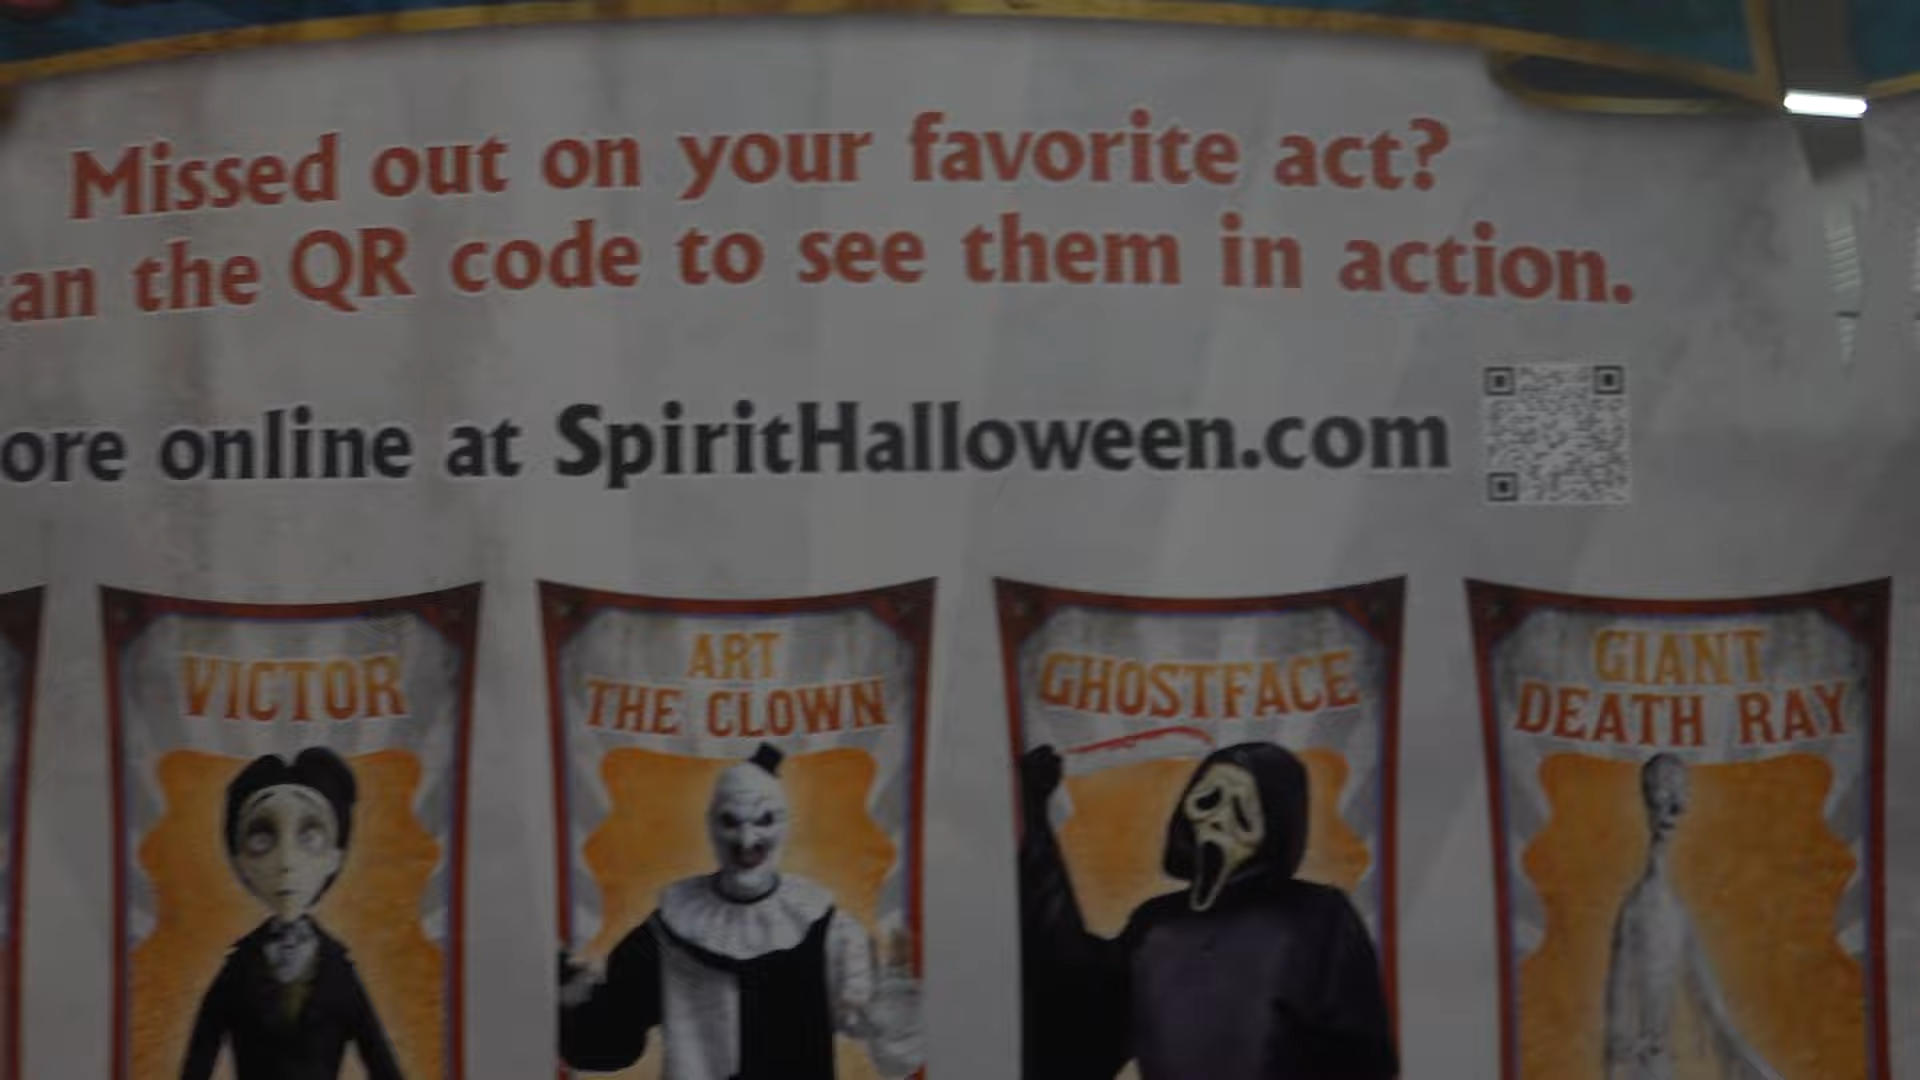 Missed out on your favorite act?
an the QR code to see them in action.
ore online at SpiritHalloween.com
VICTOR
ART
THE CLOWN
GHOSTFACE
GIANT
DEATH RAY